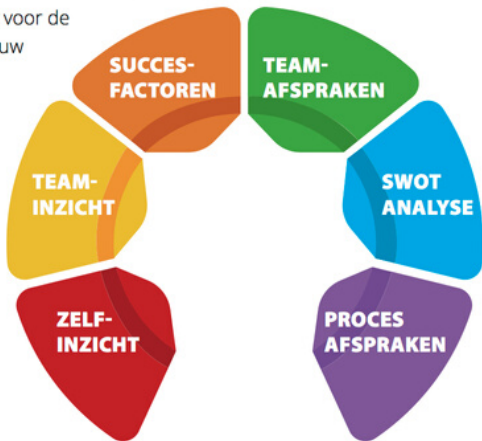 voor de
uw
SUCCES-
FACTOREN
TEAM-
AFSPRAKEN
TEAM-
INZICHT
SWOT
ANALYSE
ZELF-
INZICHT
PROCES
AFSPRAKEN